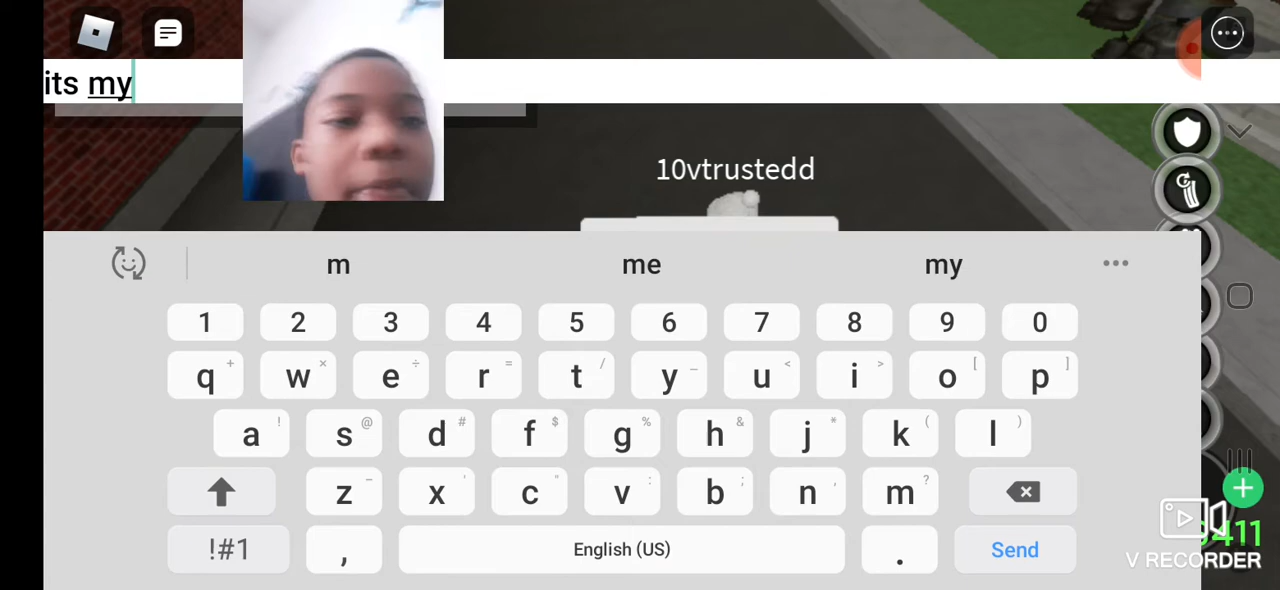 its my
10vtrustedd
m me my
1 2 3 4 5 6 7 8 9 0
q + w × e ÷ r = t / y _ u < i > o [ p ]
a ! s @ d # f $ g % h & j * k ( l )
z - x ' c " v : b ; n , m ?
!#1 , English (US) . Send
411
V RECORDER